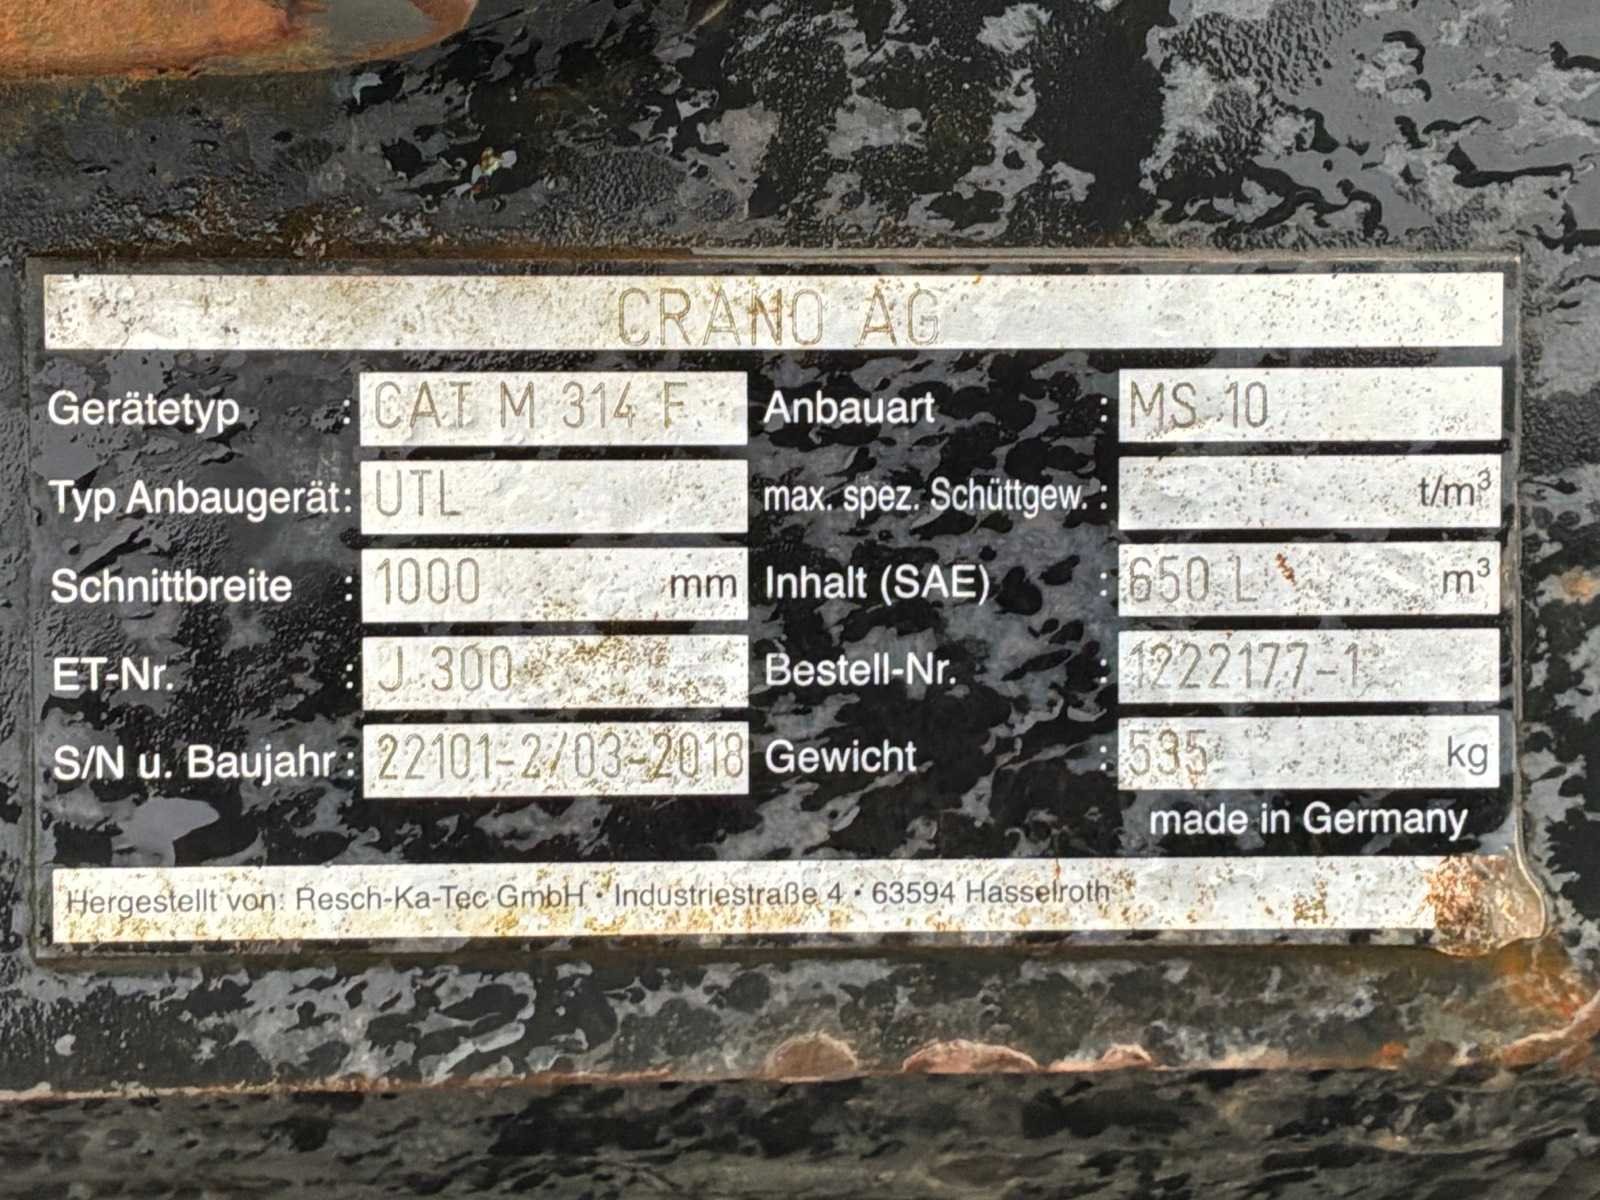 CRANO AG
Gerätetyp : CAT M 314 F Anbauart : MS 10
Typ Anbaugerät: UTL max. spez. Schüttgew. : t/m³
Schnittbreite : 1000 mm Inhalt (SAE) : 650 L m³
ET-Nr. : J 300 Bestell-Nr. : 1222177-1
S/N u. Baujahr : 22101-2/03-2018 Gewicht : 535 kg
made in Germany
Hergestellt von: Resch-Ka-Tec GmbH · Industriestraße 4 · 63594 Hasselroth